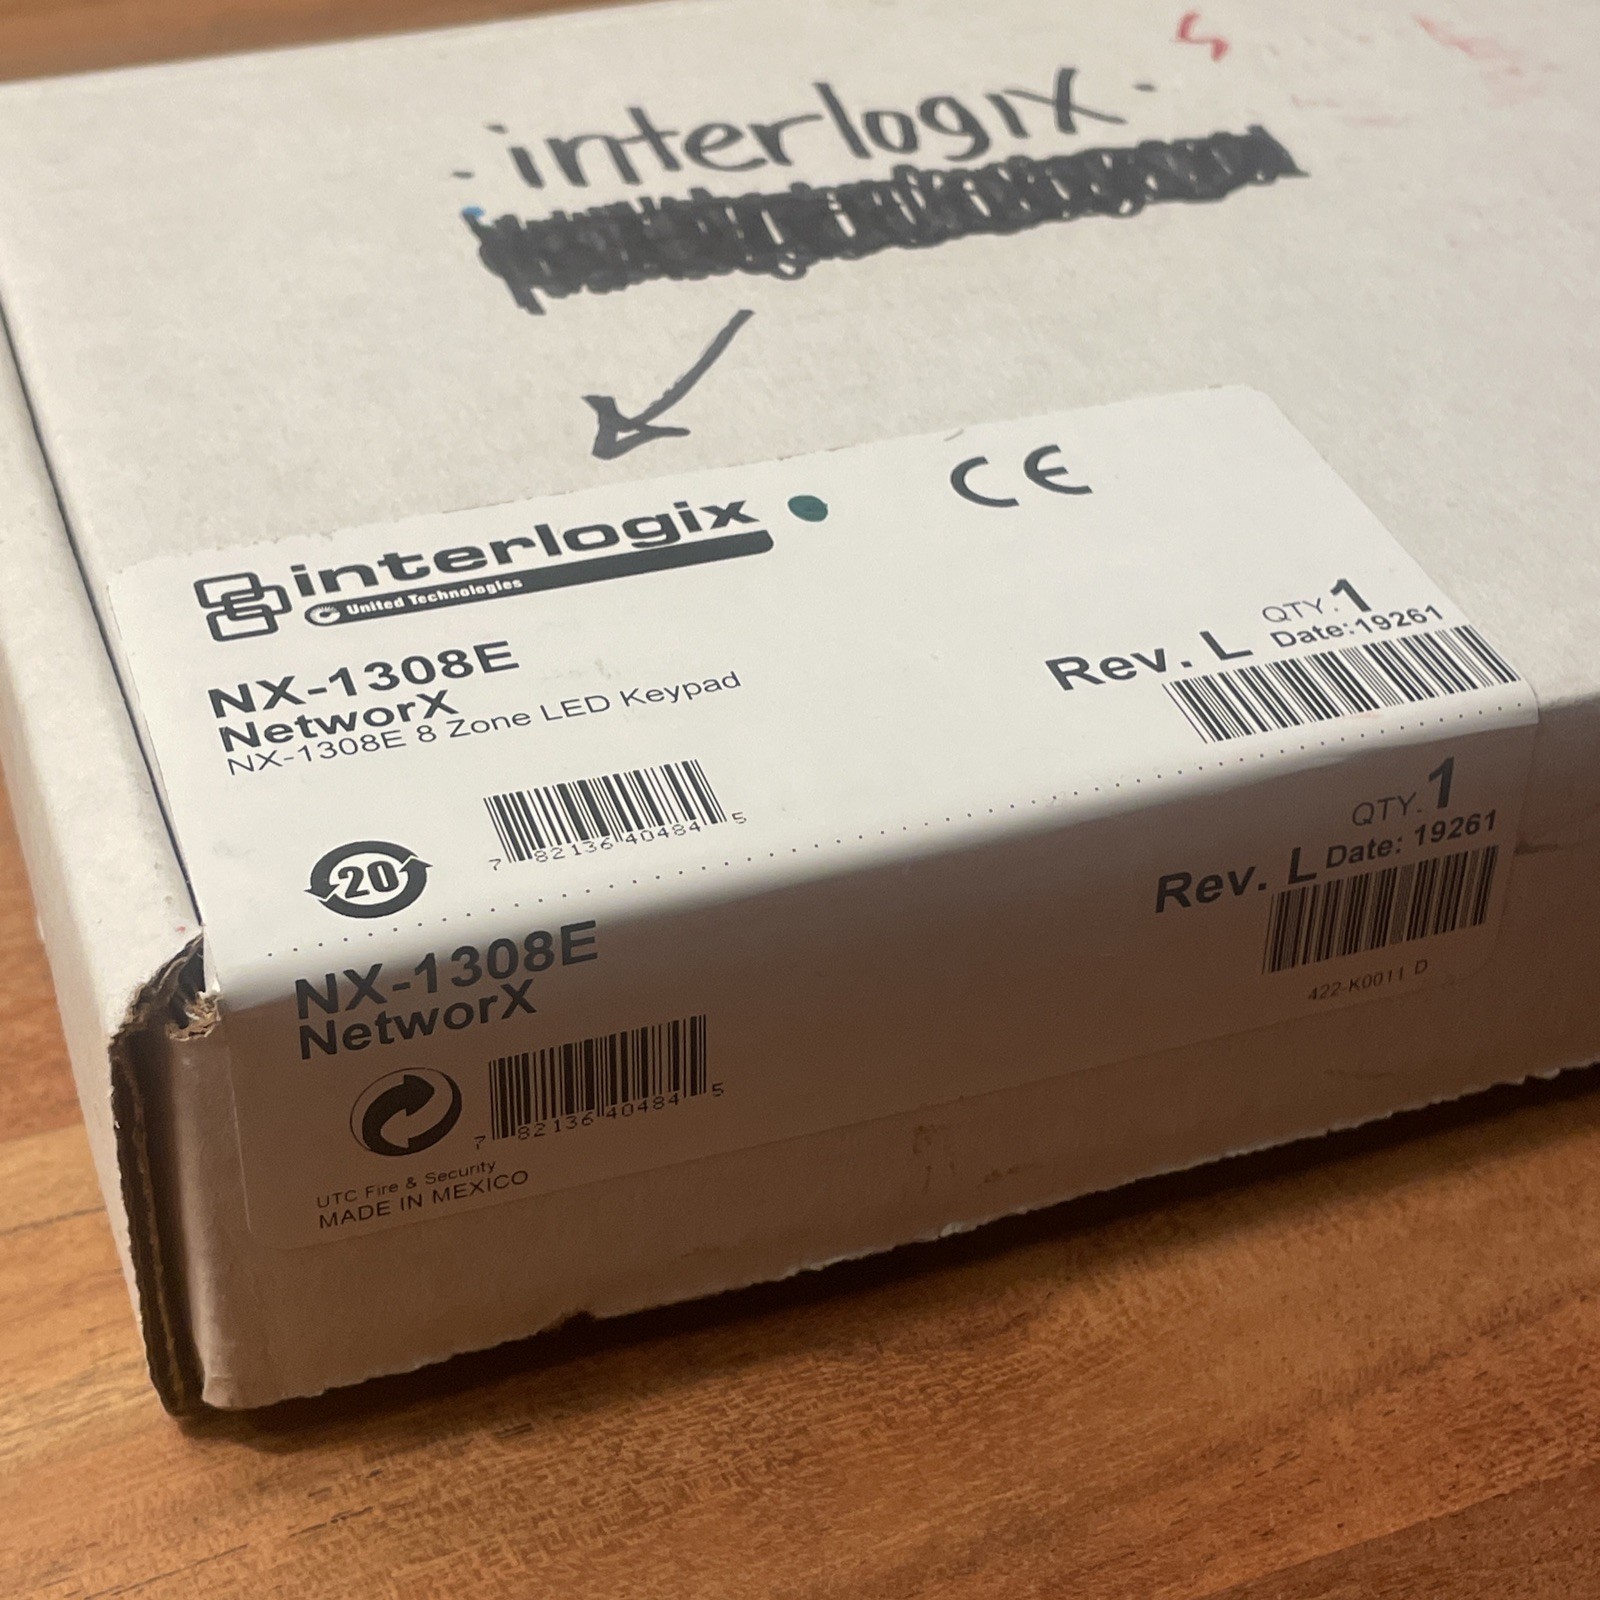 · interlogix ·
interlogix
United Technologies
CE
NX-1308E
NetworX
NX-1308E 8 Zone LED Keypad
QTY. 1
Rev. L Date:19261
7 82136 40484 5
20
NX-1308E
NetworX
QTY. 1
Rev. L Date: 19261
422-K0011 D
7 82136 40484 5
UTC Fire & Security
MADE IN MEXICO